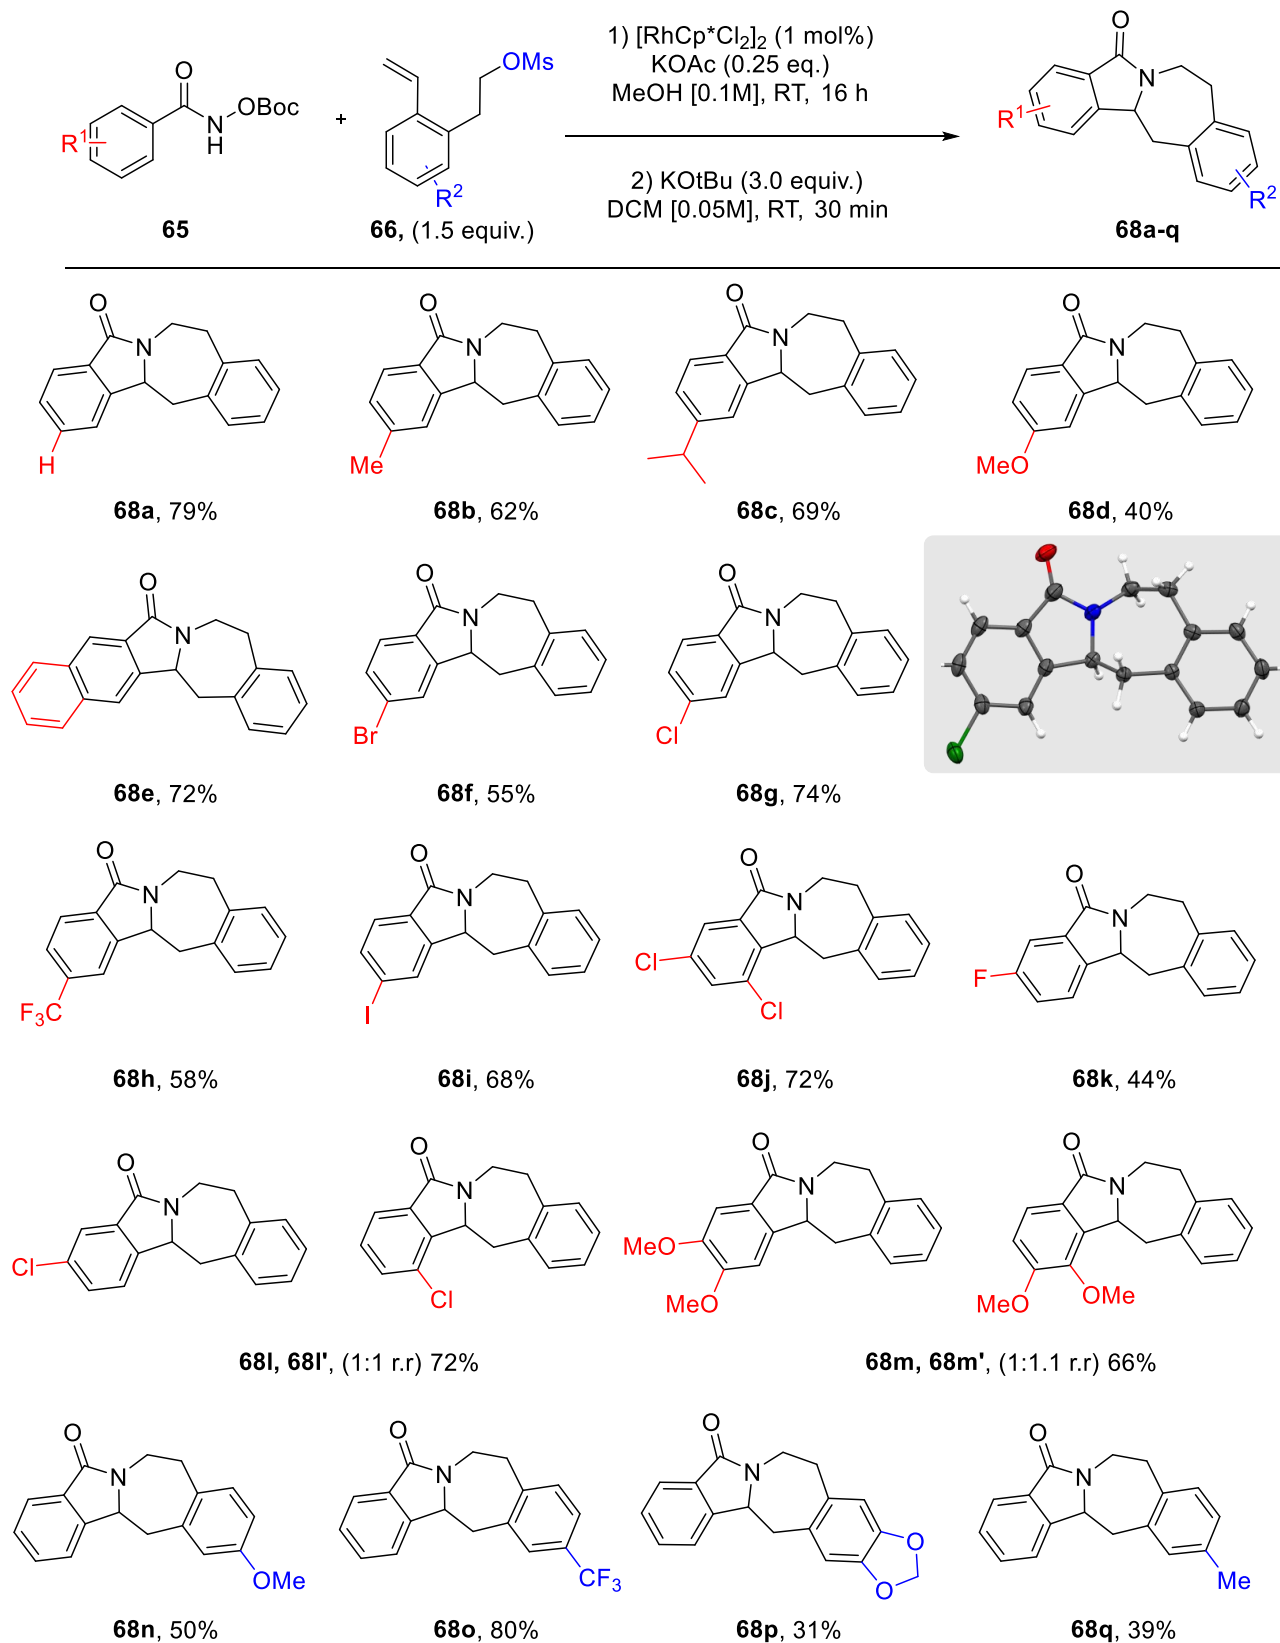 O
N
H
OBoc
R¹
65
+
OMs
R²
66, (1.5 equiv.)
1) [RhCp*Cl₂]₂ (1 mol%)
KOAc (0.25 eq.)
MeOH [0.1M], RT, 16 h
2) KOtBu (3.0 equiv.)
DCM [0.05M], RT, 30 min
O
N
R¹
R²
68a-q
O
N
H
68a, 79%
O
N
Me
68b, 62%
O
N
68c, 69%
O
N
MeO
68d, 40%
O
N
68e, 72%
O
N
Br
68f, 55%
O
N
Cl
68g, 74%
O
N
F₃C
68h, 58%
O
N
I
68i, 68%
O
N
Cl
Cl
68j, 72%
O
N
F
68k, 44%
O
N
Cl
O
N
Cl
68l, 68l', (1:1 r.r) 72%
O
N
MeO
MeO
O
N
MeO
OMe
68m, 68m', (1:1.1 r.r) 66%
O
N
OMe
68n, 50%
O
N
CF₃
68o, 80%
O
N
O
O
68p, 31%
O
N
Me
68q, 39%